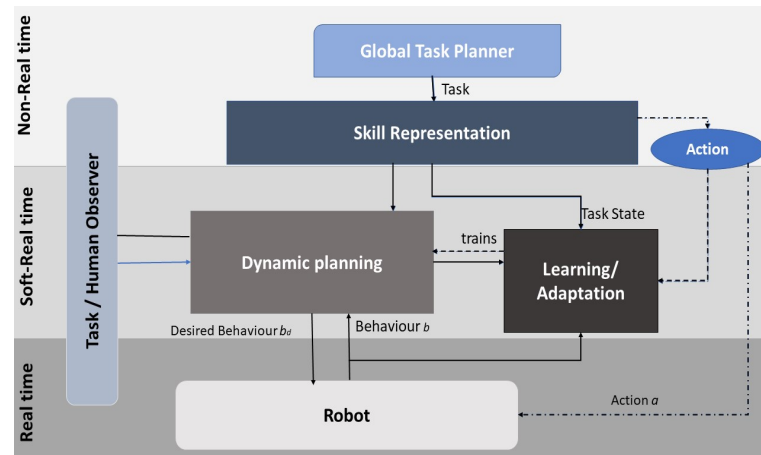 Non-Real time
Global Task Planner
Task
Skill Representation
Action
Task / Human Observer
Soft-Real time
Task State
trains
Dynamic planning
Learning/
Adaptation
Desired Behaviour bd
Behaviour b
Real time
Robot
Action a